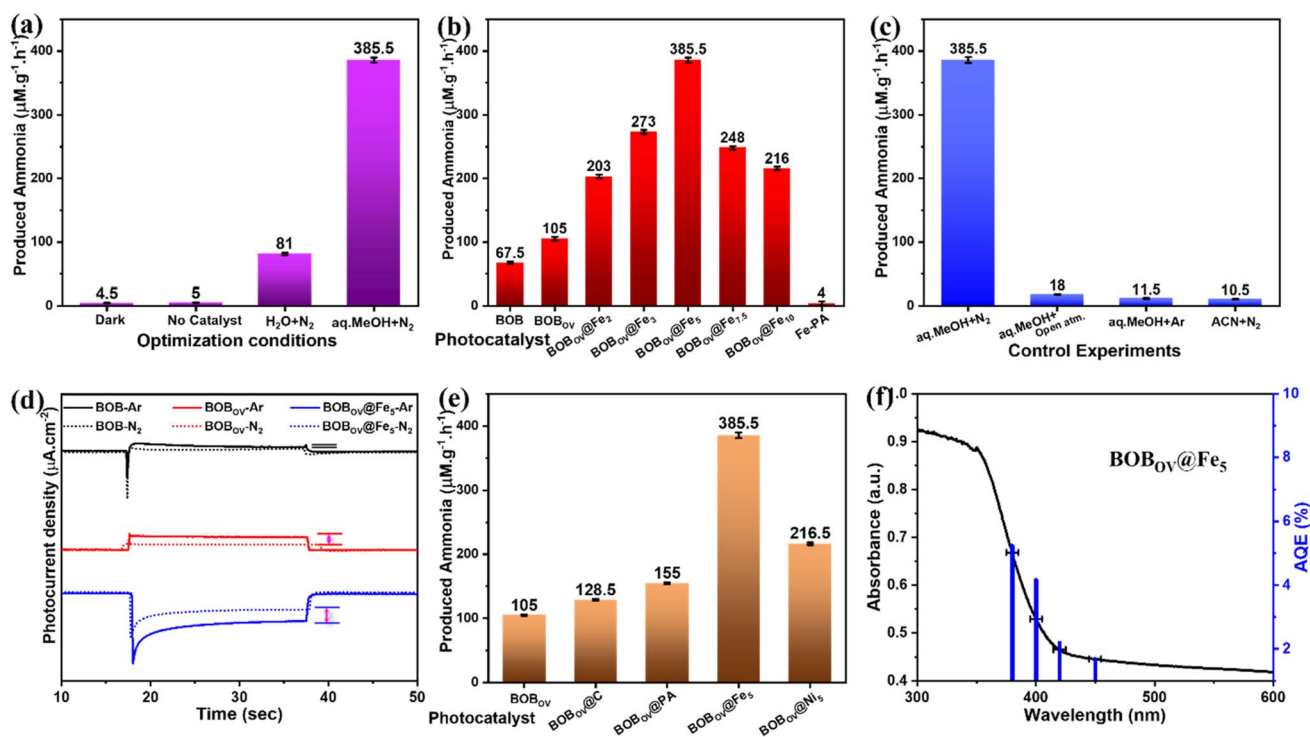 (a)
Produced Ammonia (μM.g⁻¹.h⁻¹)
400
300
200
100
0
4.5
5
81
385.5
Dark
No Catalyst
H₂O+N₂
aq.MeOH+N₂
Optimization conditions
(b)
Produced Ammonia (μM.g⁻¹.h⁻¹)
400
300
200
100
0
67.5
105
203
273
385.5
248
216
4
BOB
BOB_OV
BOB_OV@Fe₂
BOB_OV@Fe₃
BOB_OV@Fe₅
BOB_OV@Fe₇.₅
BOB_OV@Fe₁₀
Fe-PA
Photocatalyst
(c)
Produced Ammonia (μM.g⁻¹.h⁻¹)
400
300
200
100
0
385.5
18
11.5
10.5
aq.MeOH+N₂
aq.MeOH+
Open atm.
aq.MeOH+Ar
ACN+N₂
Control Experiments
(d)
Photocurrent density (μA.cm⁻²)
BOB-Ar
BOB_OV-Ar
BOB_OV@Fe₅-Ar
BOB-N₂
BOB_OV-N₂
BOB_OV@Fe₅-N₂
10
20
30
40
50
Time (sec)
(e)
Produced Ammonia (μM.g⁻¹.h⁻¹)
400
300
200
100
0
105
128.5
155
385.5
216.5
BOB_OV
BOB_OV@C
BOB_OV@PA
BOB_OV@Fe₅
BOB_OV@Ni₅
Photocatalyst
(f)
Absorbance (a.u.)
1.0
0.9
0.8
0.7
0.6
0.5
0.4
BOB_OV@Fe₅
10
8
6
4
2
AQE (%)
300
400
500
600
Wavelength (nm)